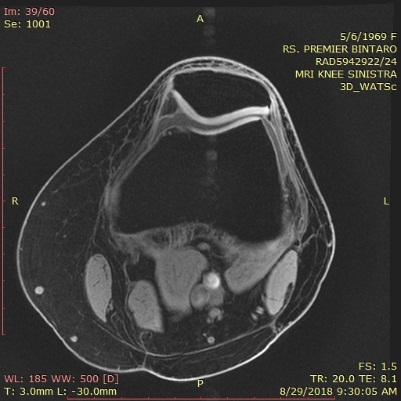 Im: 39/60
Se: 1001
A
5/6/1969 F
RS. PREMIER BINTARO
RAD5942922/24
MRI KNEE SINISTRA
3D_WATSc
R
L
WL: 185 WW: 500 [D]
T: 3.0mm L: -30.0mm
P
FS: 1.5
TR: 20.0 TE: 8.1
8/29/2018 9:30:05 AM